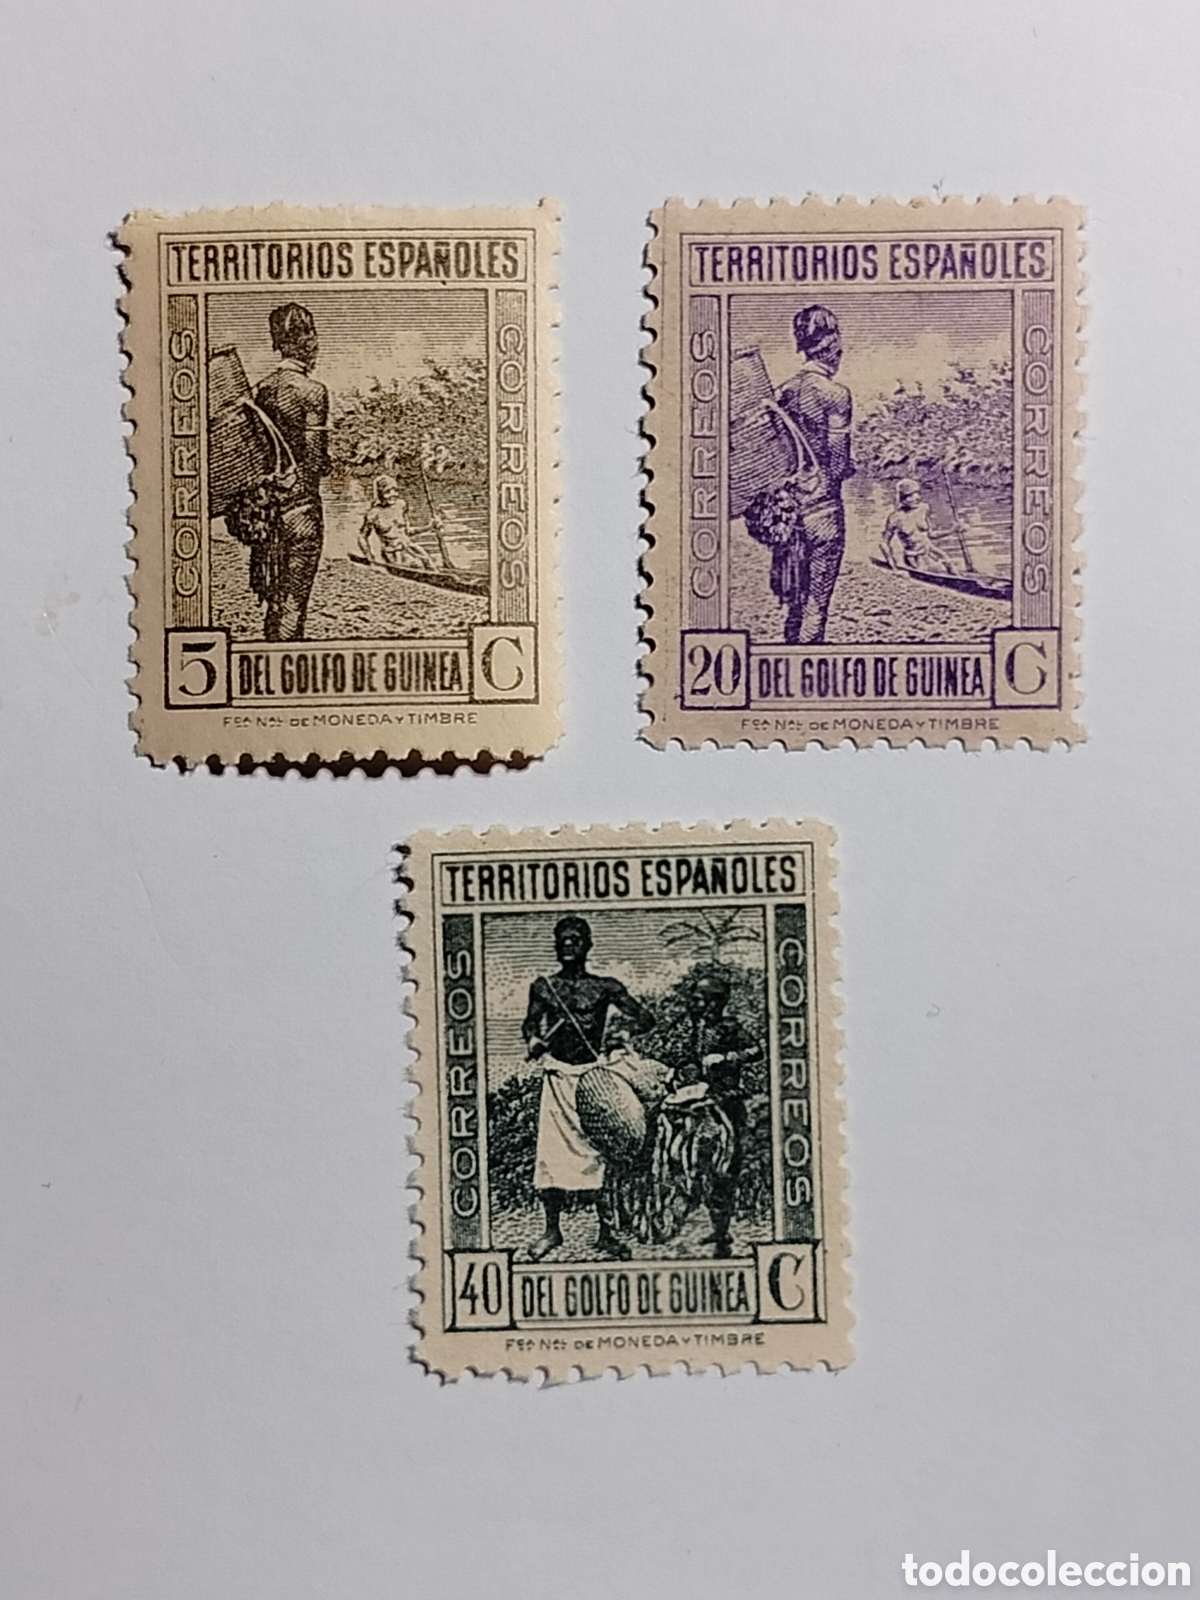 TERRITORIOS ESPAÑOLES
CORREOS
CORREOS
5
DEL GOLFO DE GUINEA
C
FCA NAL DE MONEDA Y TIMBRE
TERRITORIOS ESPAÑOLES
CORREOS
CORREOS
20
DEL GOLFO DE GUINEA
C
FCA NAL DE MONEDA Y TIMBRE
TERRITORIOS ESPAÑOLES
CORREOS
CORREOS
40
DEL GOLFO DE GUINEA
C
FCA NAL DE MONEDA Y TIMBRE
todocoleccion